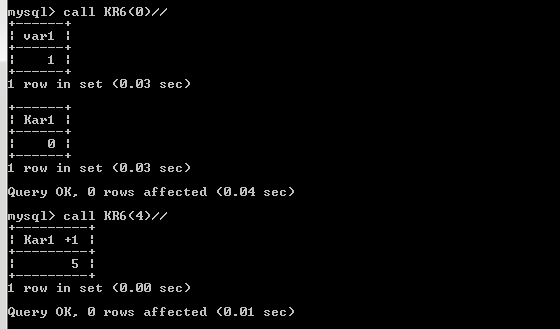 mysql> call KR6(0)//
+------+
| var1 |
+------+
|    1 |
+------+
1 row in set (0.03 sec)

+------+
| Kar1 |
+------+
|    0 |
+------+
1 row in set (0.03 sec)

Query OK, 0 rows affected (0.04 sec)

mysql> call KR6(4)//
+---------+
| Kar1 +1 |
+---------+
|       5 |
+---------+
1 row in set (0.00 sec)

Query OK, 0 rows affected (0.01 sec)